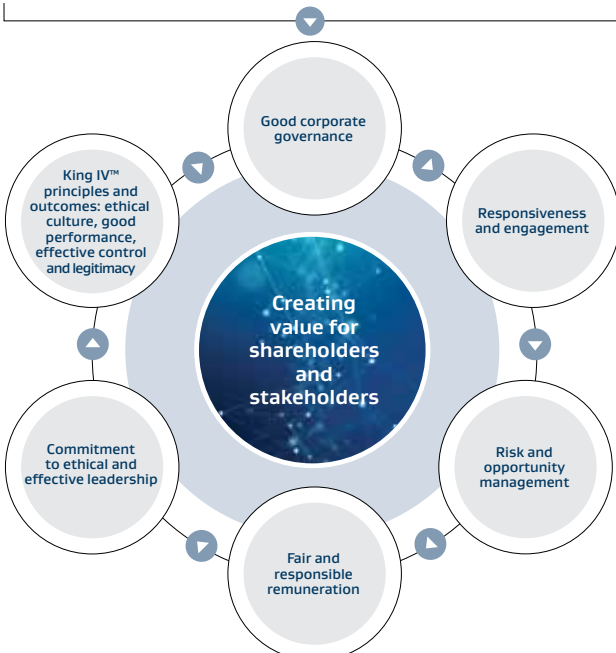 Good corporate
governance
King IV™
principles and
outcomes: ethical
culture, good
performance,
effective control
and legitimacy
Responsiveness
and engagement
Creating
value for
shareholders
and
stakeholders
Commitment
to ethical and
effective leadership
Risk and
opportunity
management
Fair and
responsible
remuneration